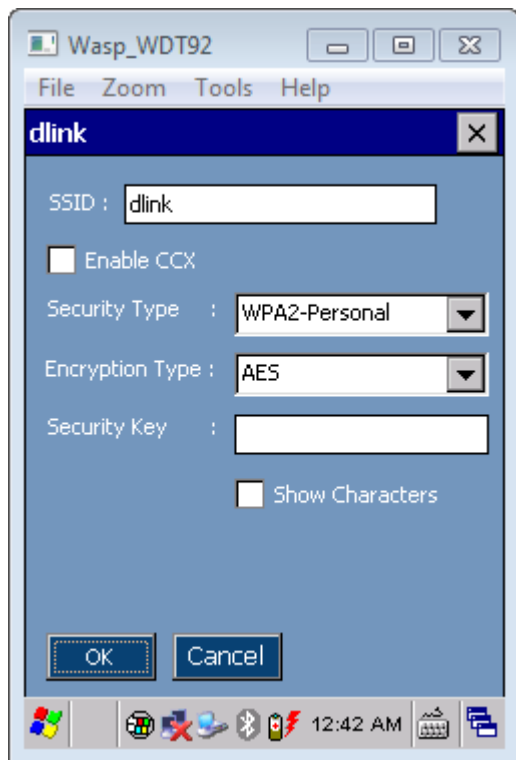 Wasp_WDT92
File Zoom Tools Help
dlink
SSID : dlink
Enable CCX
Security Type : WPA2-Personal
Encryption Type : AES
Security Key :
Show Characters
OK Cancel
12:42 AM